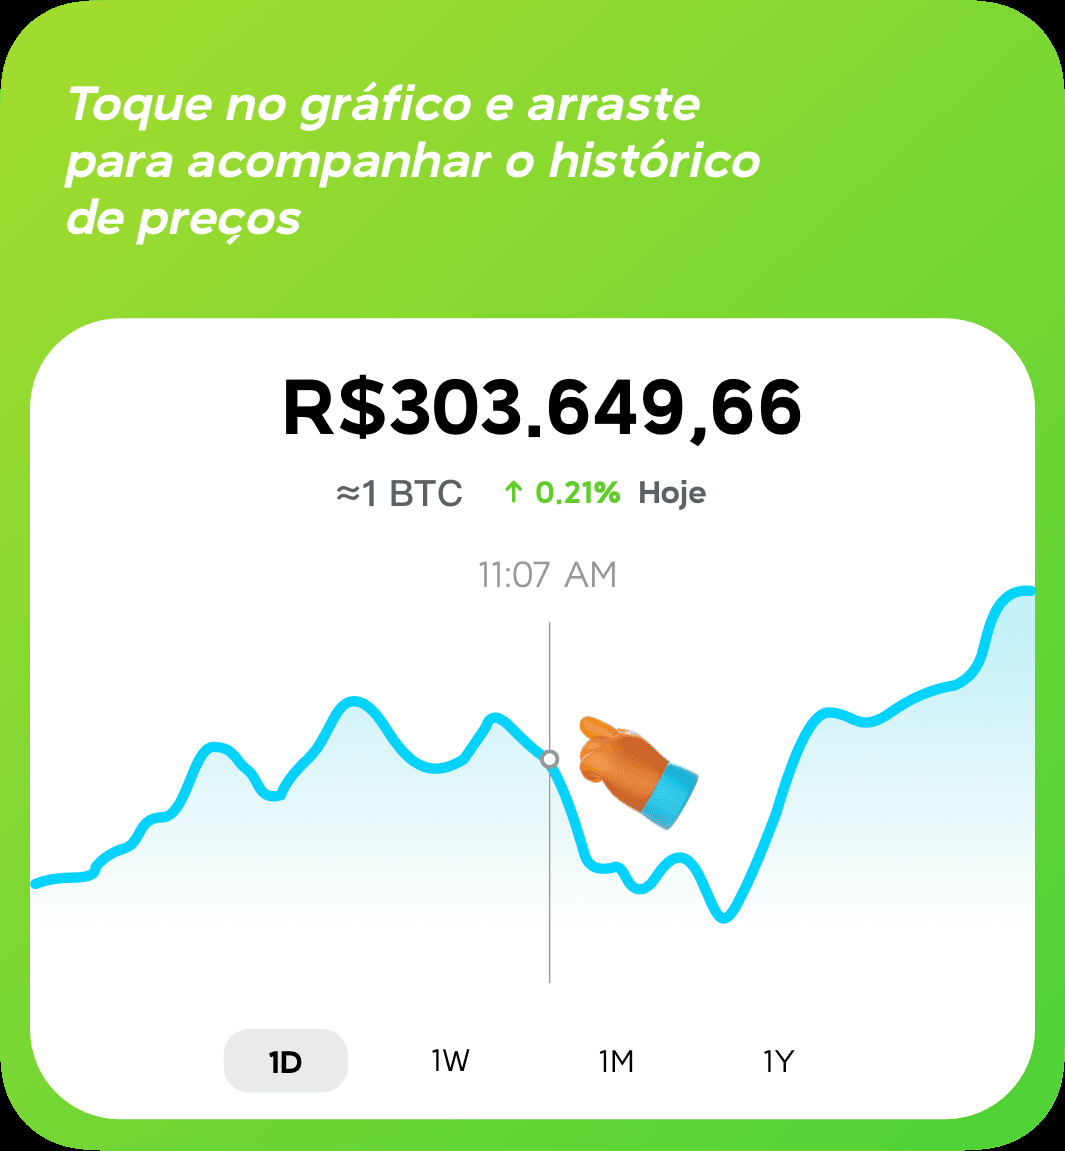 Toque no gráfico e arraste
para acompanhar o histórico
de preços
R$303.649,66
≈1 BTC ↑ 0.21% Hoje
11:07 AM
1D 1W 1M 1Y